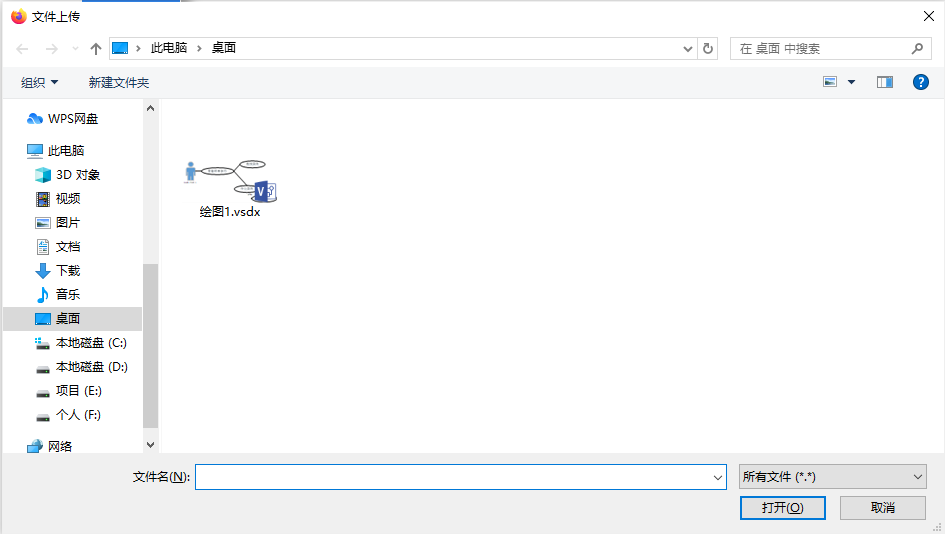 文件上传
此电脑 桌面
在 桌面 中搜索
组织 新建文件夹
WPS网盘
此电脑
3D 对象
视频
图片
文档
下载
音乐
桌面
本地磁盘 (C:)
本地磁盘 (D:)
项目 (E:)
个人 (F:)
网络
绘图1.vsdx
文件名(N):
所有文件 (*.*)
打开(O) 取消